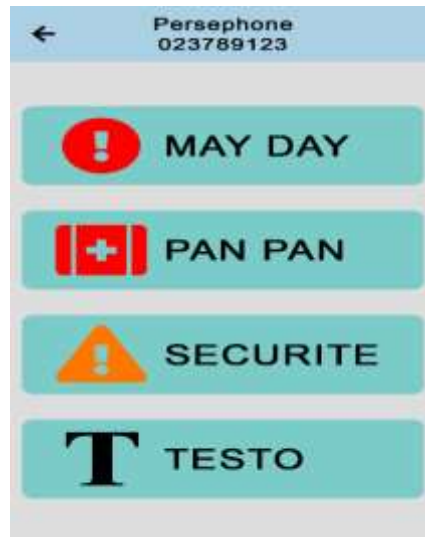 Persephone
023789123
MAY DAY
PAN PAN
SECURITE
TESTO